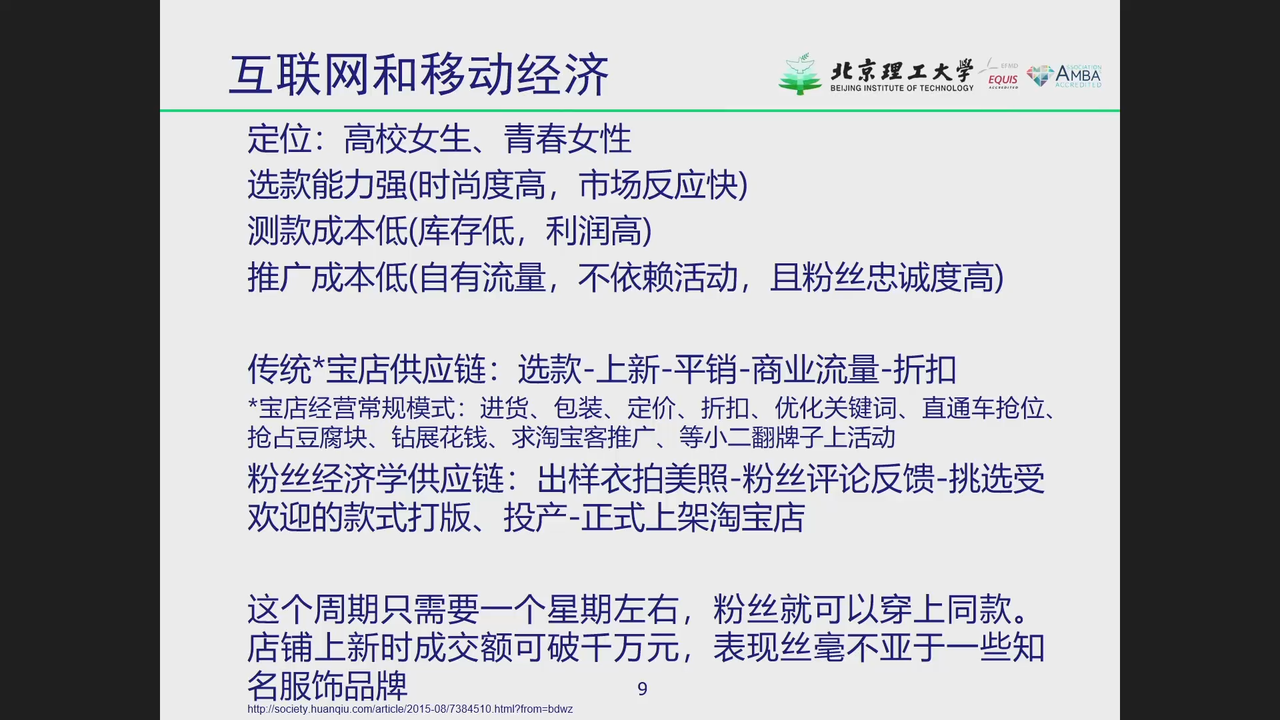 互联网和移动经济
北京理工大学
BEIJING INSTITUTE OF TECHNOLOGY
EFMD
EQUIS
ACCREDITED
ASSOCIATION
AMBA
ACCREDITED
定位：高校女生、青春女性
选款能力强(时尚度高，市场反应快)
测款成本低(库存低，利润高)
推广成本低(自有流量，不依赖活动，且粉丝忠诚度高)
传统*宝店供应链：选款-上新-平销-商业流量-折扣
*宝店经营常规模式：进货、包装、定价、折扣、优化关键词、直通车抢位、
抢占豆腐块、钻展花钱、求淘宝客推广、等小二翻牌子上活动
粉丝经济学供应链：出样衣拍美照-粉丝评论反馈-挑选受
欢迎的款式打版、投产-正式上架淘宝店
这个周期只需要一个星期左右，粉丝就可以穿上同款。
店铺上新时成交额可破千万元，表现丝毫不亚于一些知
名服饰品牌
9
http://society.huanqiu.com/article/2015-08/7384510.html?from=bdwz